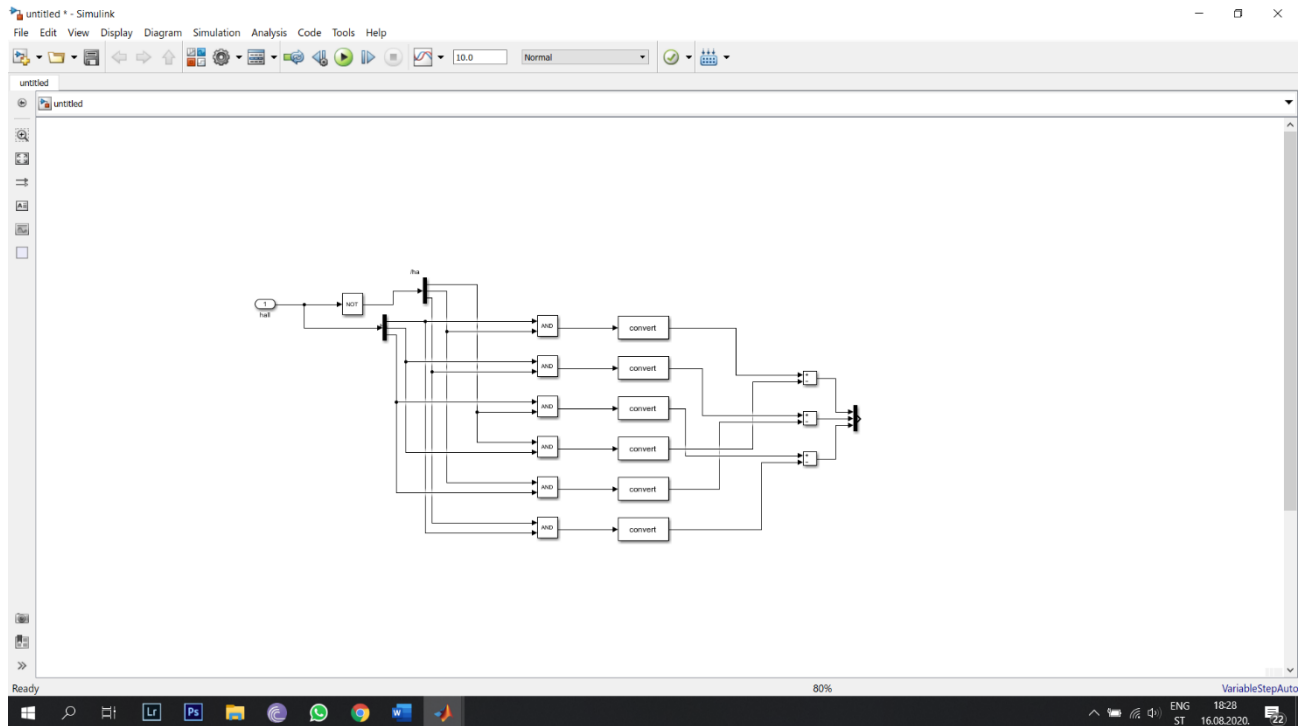 untitled * - Simulink
File Edit View Display Diagram Simulation Analysis Code Tools Help
10.0 Normal
untitled
untitled
/ha
1
hall
NOT
AND convert
AND convert
AND convert
AND convert
AND convert
AND convert
Ready 80% VariableStepAuto
Lr Ps W ENG 18:28
ST 16.08.2020. 22